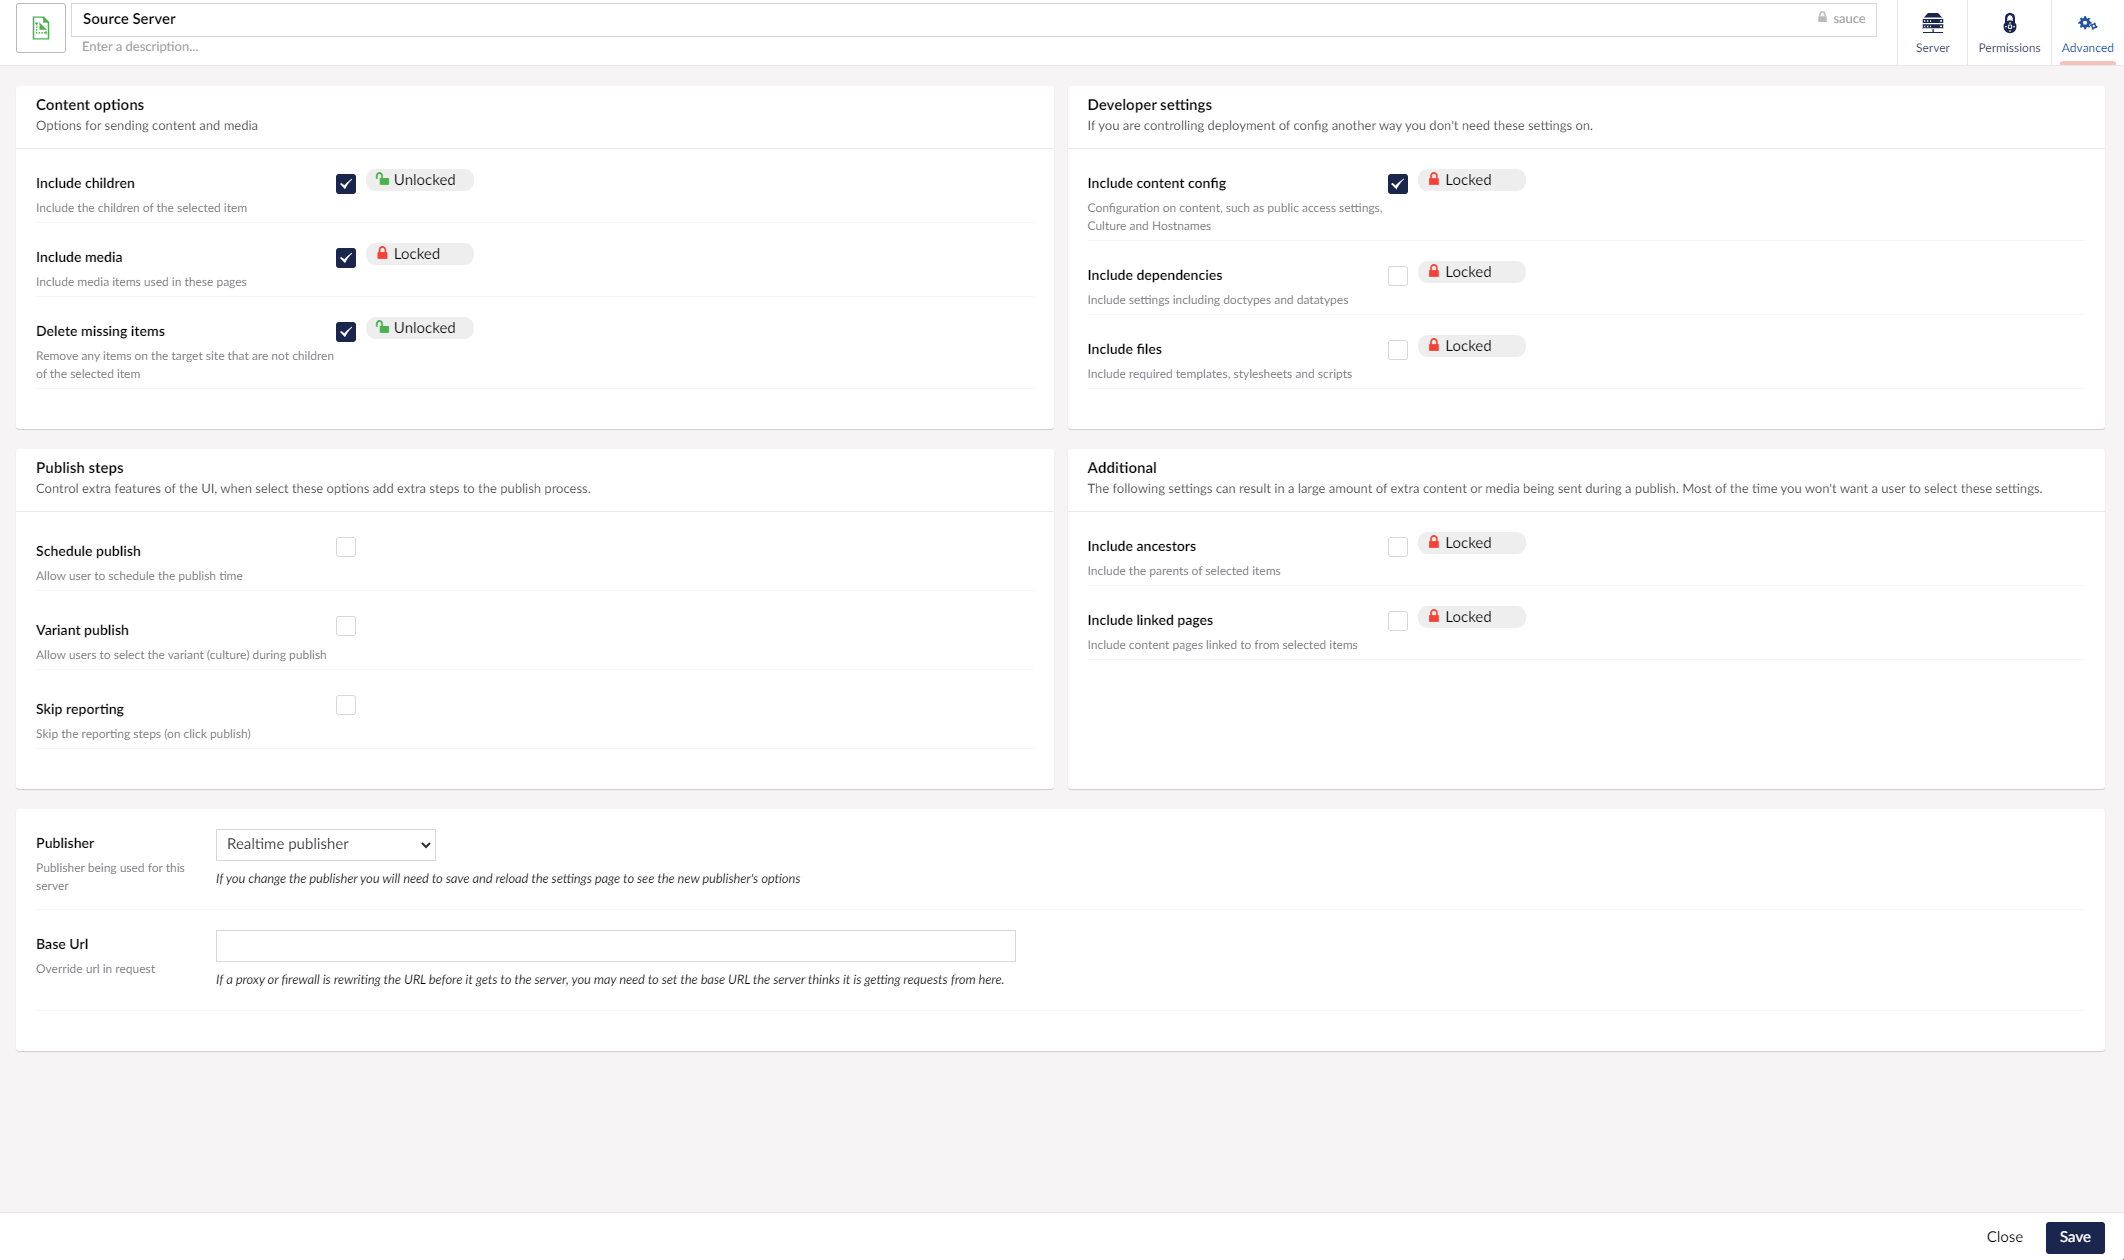 Source Server
sauce
Enter a description...
Server
Permissions
Advanced
Content options
Options for sending content and media
Include children
Unlocked
Include the children of the selected item
Include media
Locked
Include media items used in these pages
Delete missing items
Unlocked
Remove any items on the target site that are not children
of the selected item
Developer settings
If you are controlling deployment of config another way you don't need these settings on.
Include content config
Locked
Configuration on content, such as public access settings,
Culture and Hostnames
Include dependencies
Locked
Include settings including doctypes and datatypes
Include files
Locked
Include required templates, stylesheets and scripts
Publish steps
Control extra features of the UI, when select these options add extra steps to the publish process.
Schedule publish
Allow user to schedule the publish time
Variant publish
Allow users to select the variant (culture) during publish
Skip reporting
Skip the reporting steps (on click publish)
Additional
The following settings can result in a large amount of extra content or media being sent during a publish. Most of the time you won't want a user to select these settings.
Include ancestors
Locked
Include the parents of selected items
Include linked pages
Locked
Include content pages linked to from selected items
Publisher
Realtime publisher
Publisher being used for this
server
If you change the publisher you will need to save and reload the settings page to see the new publisher's options
Base Url
Override url in request
If a proxy or firewall is rewriting the URL before it gets to the server, you may need to set the base URL the server thinks it is getting requests from here.
Close
Save